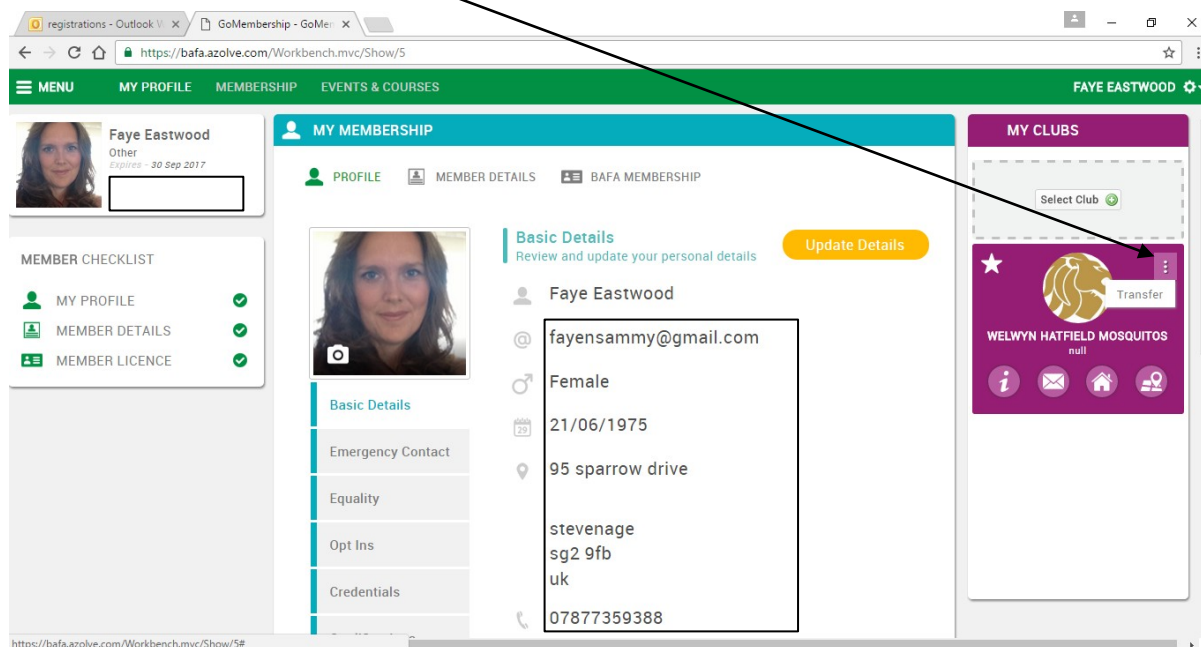 registrations - Outlook W
GoMembership - GoMem
https://bafa.azolve.com/Workbench.mvc/Show/5
MENU MY PROFILE MEMBERSHIP EVENTS & COURSES FAYE EASTWOOD
Faye Eastwood
Other
Expires - 30 Sep 2017
MEMBER CHECKLIST
MY PROFILE
MEMBER DETAILS
MEMBER LICENCE
MY MEMBERSHIP
PROFILE MEMBER DETAILS BAFA MEMBERSHIP
Basic Details
Review and update your personal details
Update Details
Faye Eastwood
@ fayensammy@gmail.com
Female
29 21/06/1975
95 sparrow drive
stevenage
sg2 9fb
uk
07877359388
Basic Details
Emergency Contact
Equality
Opt Ins
Credentials
MY CLUBS
Select Club
Transfer
WELWYN HATFIELD MOSQUITOS
null
i
https://bafa.azolve.com/Workbench.mvc/Show/5#